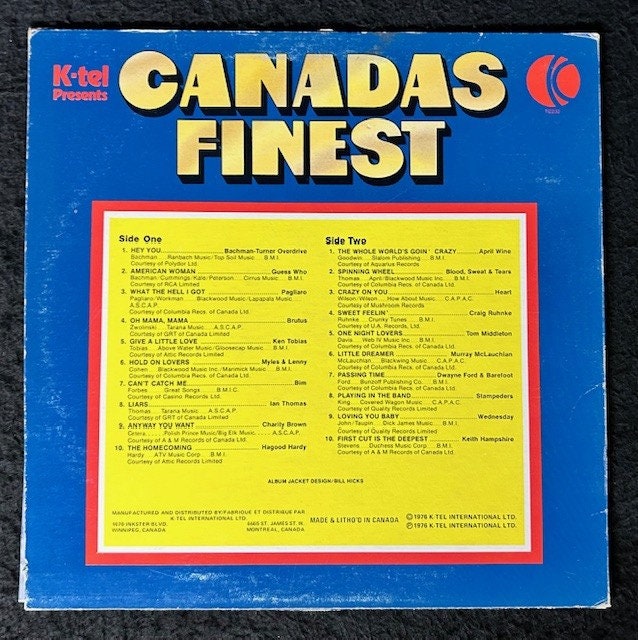 K-tel
Presents
CANADAS
FINEST
Side One
1. HEY YOU..........Bachman-Turner Overdrive
Bachman.....Ranbach Music/Top Soil Music.....B.M.I.
Courtesy of Polydor Ltd.
2. AMERICAN WOMAN..........Guess Who
Bachman/Cummings/Kale/Peterson.....Cirrus Music.....B.M.I.
Courtesy of RCA Limited
3. WHAT THE HELL I GOT..........Pagliaro
Pagliaro/Workman.....Blackwood Music/Lapapala Music.....
A.S.C.A.P.
Courtesy of Columbia Recs. of Canada Ltd.
4. OH MAMA, MAMA..........Brutus
Zwolinski.....Tarana Music.....A.S.C.A.P.
Courtesy of GRT of Canada Limited
5. GIVE A LITTLE LOVE..........Ken Tobias
Tobias.....Above Water Music/Gloosecap Music.....B.M.I.
Courtesy of Attic Records Limited
6. HOLD ON LOVERS..........Myles & Lenny
Cohen.....Blackwood Music Inc./Manimick Music.....B.M.I.
Courtesy of Columbia Recs. of Canada Ltd.
7. CAN'T CATCH ME..........Bim
Forbes.....Great Songs.....B.M.I.C.
Courtesy of Casino Records Ltd.
8. LIARS..........Ian Thomas
Thomas.....Tarana Music.....A.S.C.A.P.
Courtesy of GRT of Canada Limited
9. ANYWAY YOU WANT..........Charity Brown
Cetera.....Polish Prince Music/Big Elk Music.....A.S.C.A.P.
Courtesy of A & M Records of Canada Ltd.
10. THE HOMECOMING..........Hagood Hardy
Hardy.....ATV Music Corp.....B.M.I.
Courtesy of Attic Records Limited
Side Two
1. THE WHOLE WORLD'S GOIN' CRAZY..........April Wine
Goodwin.....Slalom Publishing.....B.M.I.
Courtesy of Aquarius Records
2. SPINNING WHEEL..........Blood, Sweat & Tears
Thomas.....April/Blackwood Music Inc.....B.M.I.
Courtesy of Columbia Recs. of Canada Ltd.
3. CRAZY ON YOU..........Heart
Wilson/Wilson.....How About Music.....C.A.P.A.C.
Courtesy of Mushroom Records
4. SWEET FEELIN'..........Craig Ruhnke
Ruhnke.....Crunky Tunes.....B.M.I.
Courtesy of U.A. Records, Ltd.
5. ONE NIGHT LOVERS..........Tom Middleton
Davis.....Web IV Music Inc.....B.M.I.
Courtesy of Columbia Recs. of Canada Ltd.
6. LITTLE DREAMER..........Murray McLauchlan
McLauchlan.....Blackwing Music.....C.A.P.A.C.
Courtesy of Columbia Recs. of Canada Ltd.
7. PASSING TIME..........Dwayne Ford & Bearfoot
Ford.....Bunzoff Publishing Co.....B.M.I.
Courtesy of Columbia Recs. of Canada Ltd.
8. PLAYING IN THE BAND..........Stampeders
King.....Covered Wagon Music.....C.A.P.A.C.
Courtesy of Quality Records Limited
9. LOVING YOU BABY..........Wednesday
John/Taupin.....Dick James Music.....B.M.I.
Courtesy of Quality Records Limited
10. FIRST CUT IS THE DEEPEST..........Keith Hampshire
Stevens.....Duchess Music Corp.....B.M.I.
Courtesy of A & M Records of Canada Ltd.
ALBUM JACKET DESIGN/BILL HICKS
MANUFACTURED AND DISTRIBUTED BY/FABRIQUE ET DISTRIBUE PAR
K-TEL INTERNATIONAL LTD.
1670 INKSTER BLVD.
WINNIPEG, CANADA
ST. JAMES ST. W.
MONTREAL, CANADA
MADE & LITHO'D IN CANADA
©1976 K-TEL INTERNATIONAL LTD.
℗1976 K-TEL INTERNATIONAL LTD.